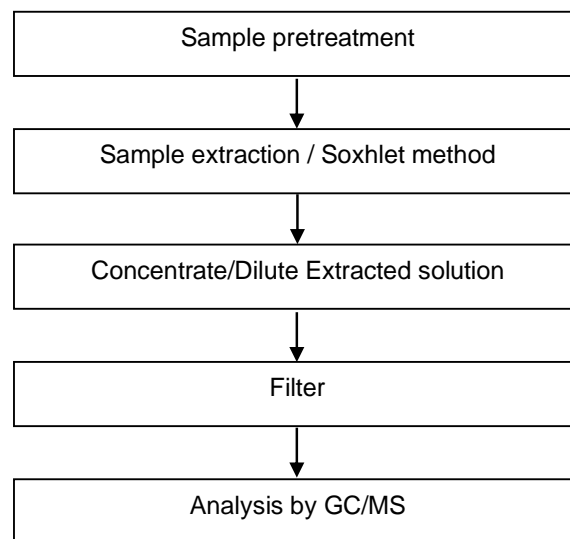 Sample pretreatment
Sample extraction / Soxhlet method
Concentrate/Dilute Extracted solution
Filter
Analysis by GC/MS